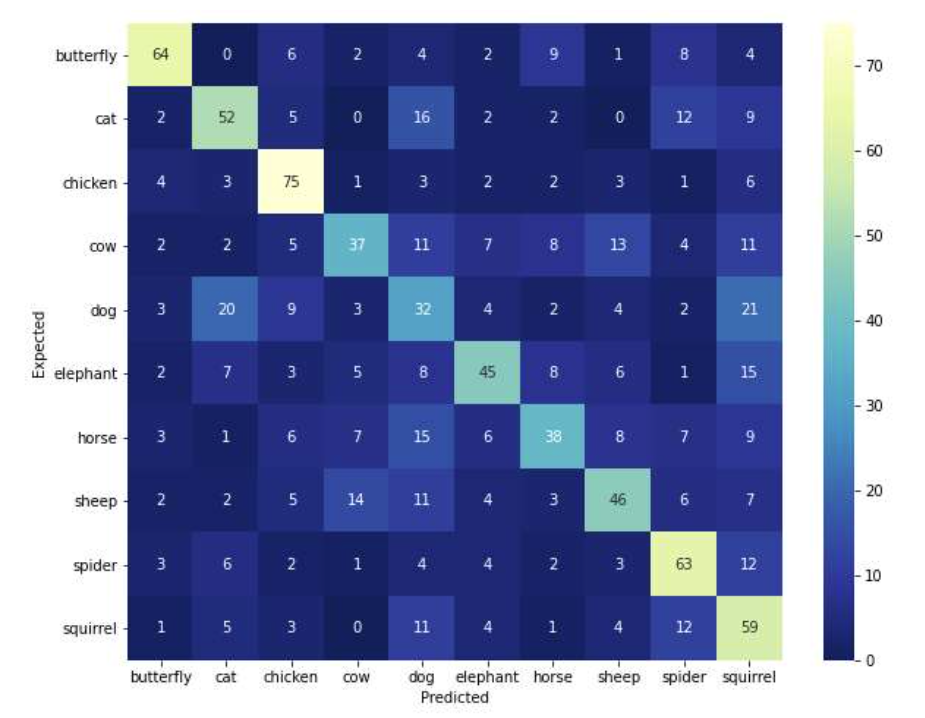 butterfly 64 0 6 2 4 2 9 1 8 4
cat 2 52 5 0 16 2 2 0 12 9
chicken 4 3 75 1 3 2 2 3 1 6
cow 2 2 5 37 11 7 8 13 4 11
dog 3 20 9 3 32 4 2 4 2 21
elephant 2 7 3 5 8 45 8 6 1 15
horse 3 1 6 7 15 6 38 8 7 9
sheep 2 2 5 14 11 4 3 46 6 7
spider 3 6 2 1 4 4 2 3 63 12
squirrel 1 5 3 0 11 4 1 4 12 59
butterfly cat chicken cow dog elephant horse sheep spider squirrel
Predicted
Expected
70
60
50
40
30
20
10
0